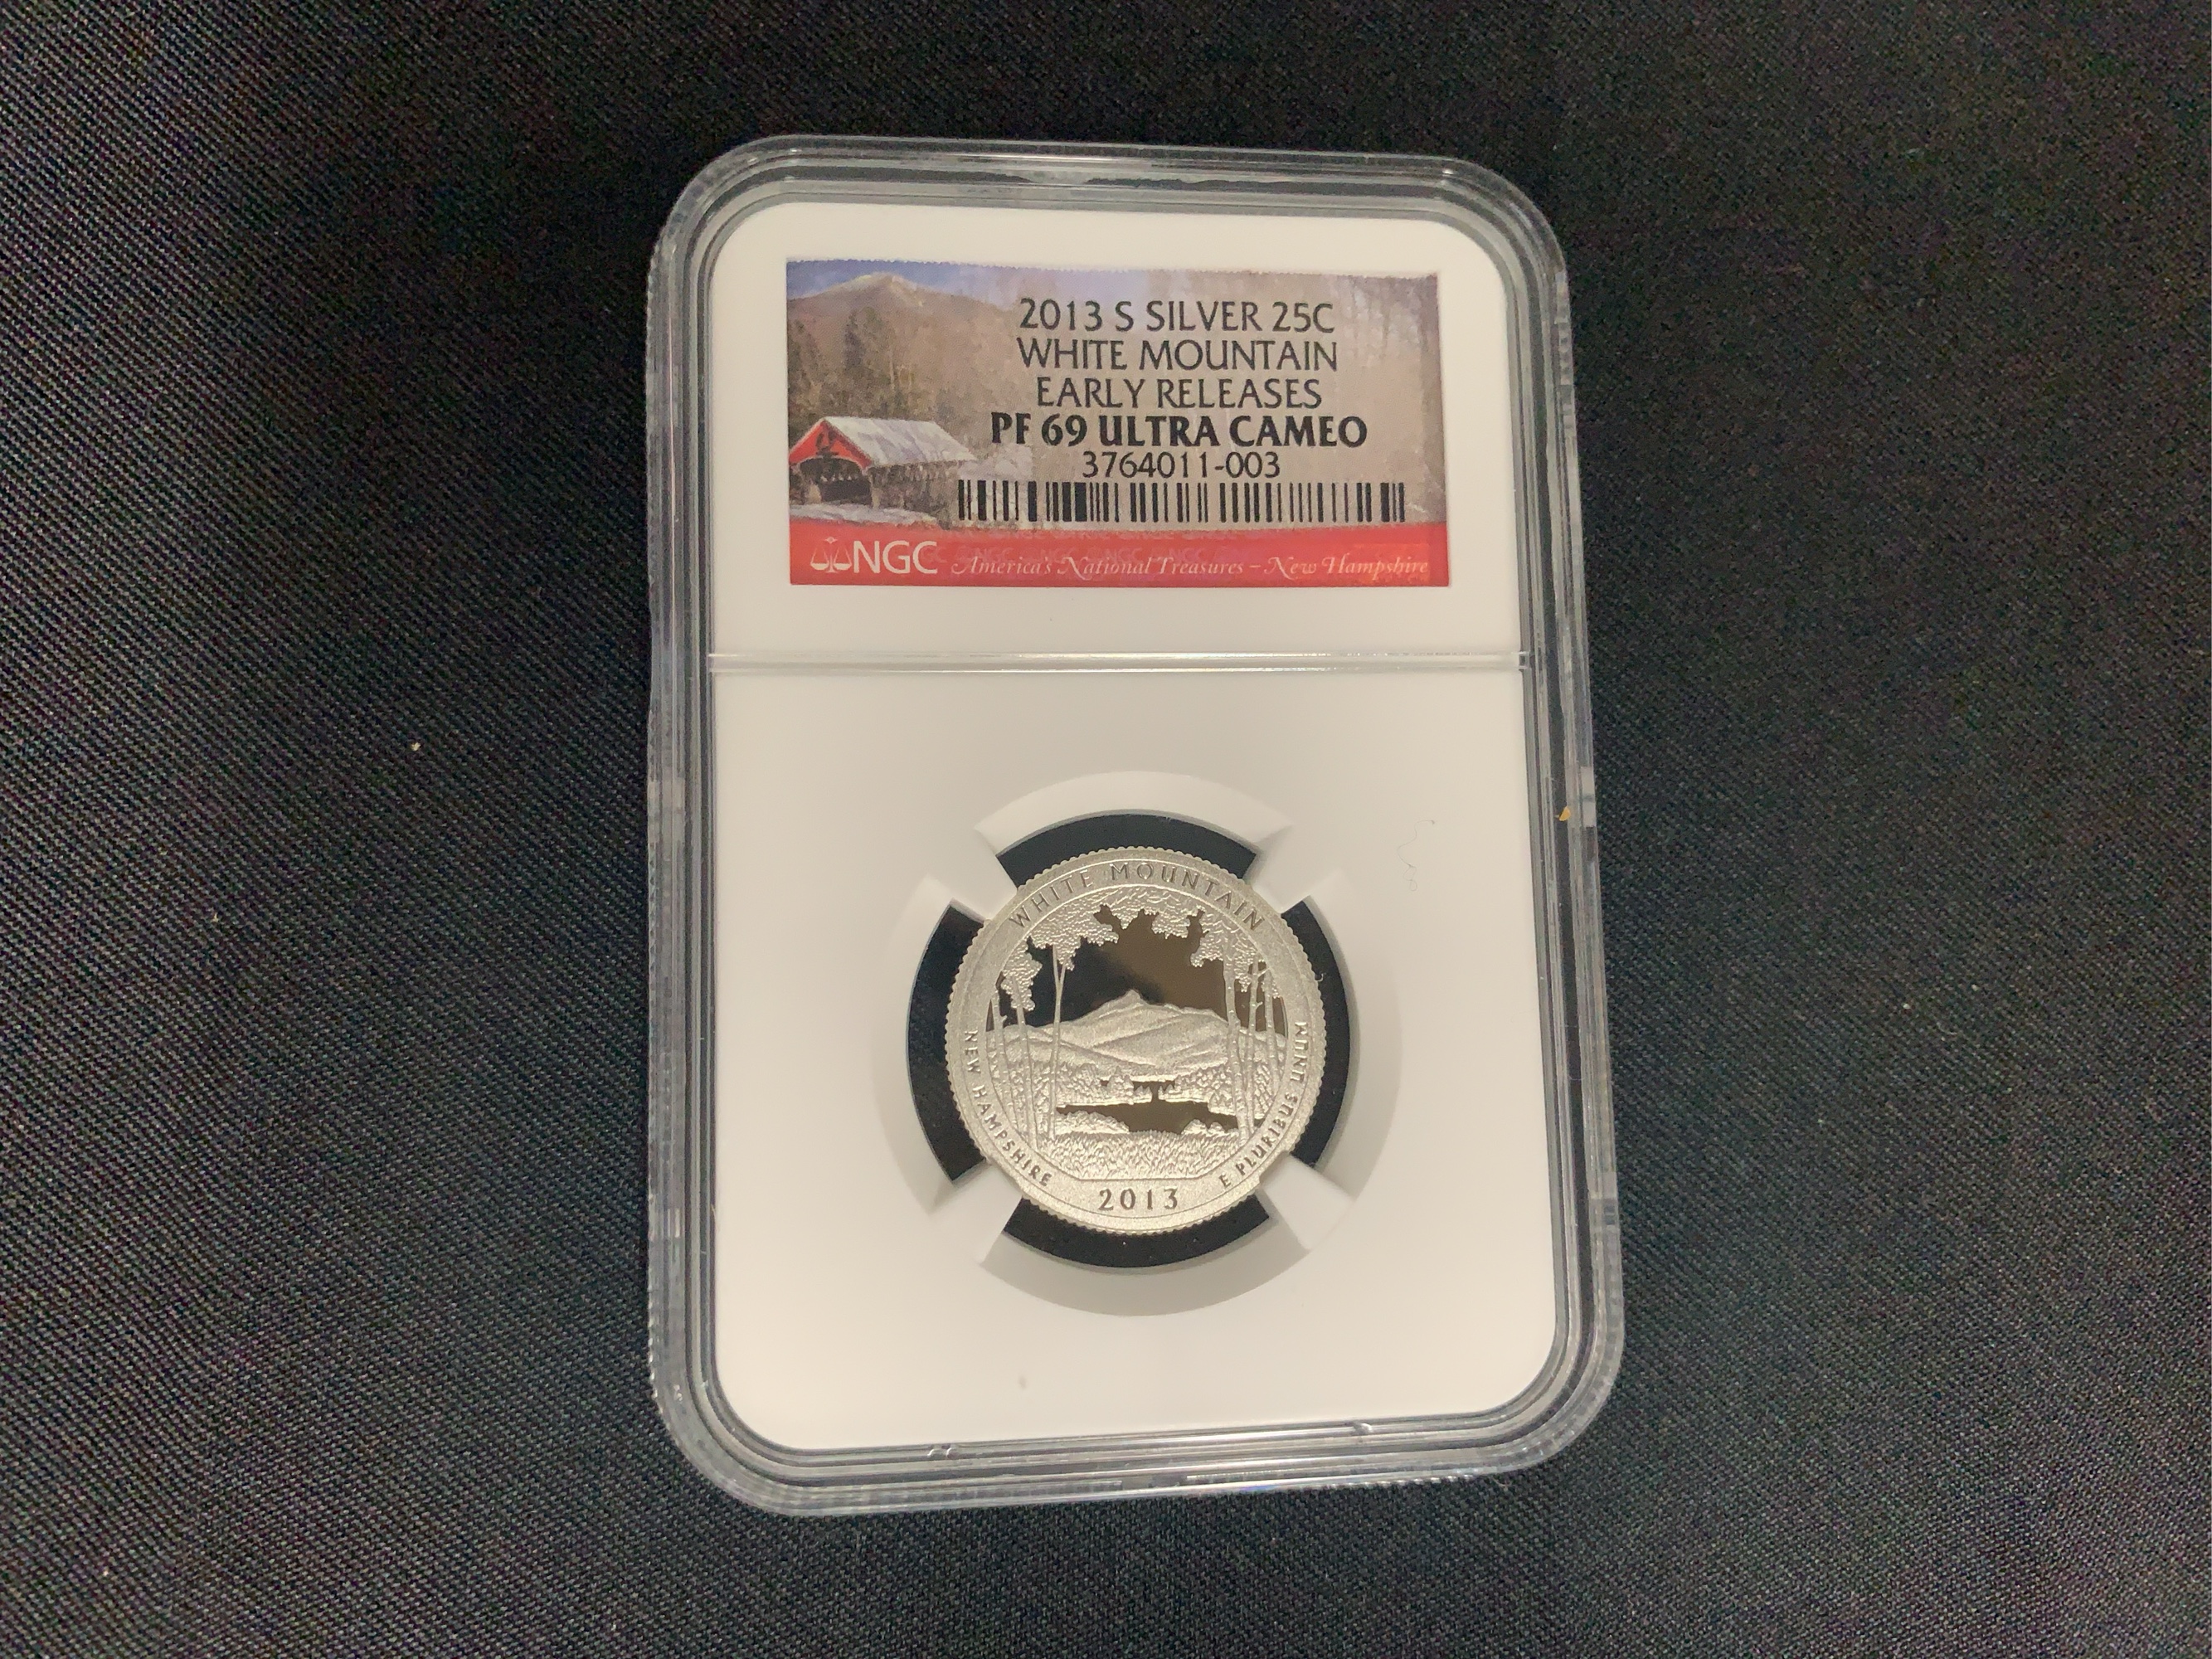 2013 S SILVER 25C
WHITE MOUNTAIN
EARLY RELEASES
PF 69 ULTRA CAMEO
3764011-003
NGC America's National Treasures – New Hampshire
WHITE MOUNTAIN
NEW HAMPSHIRE
2013
E PLURIBUS UNUM